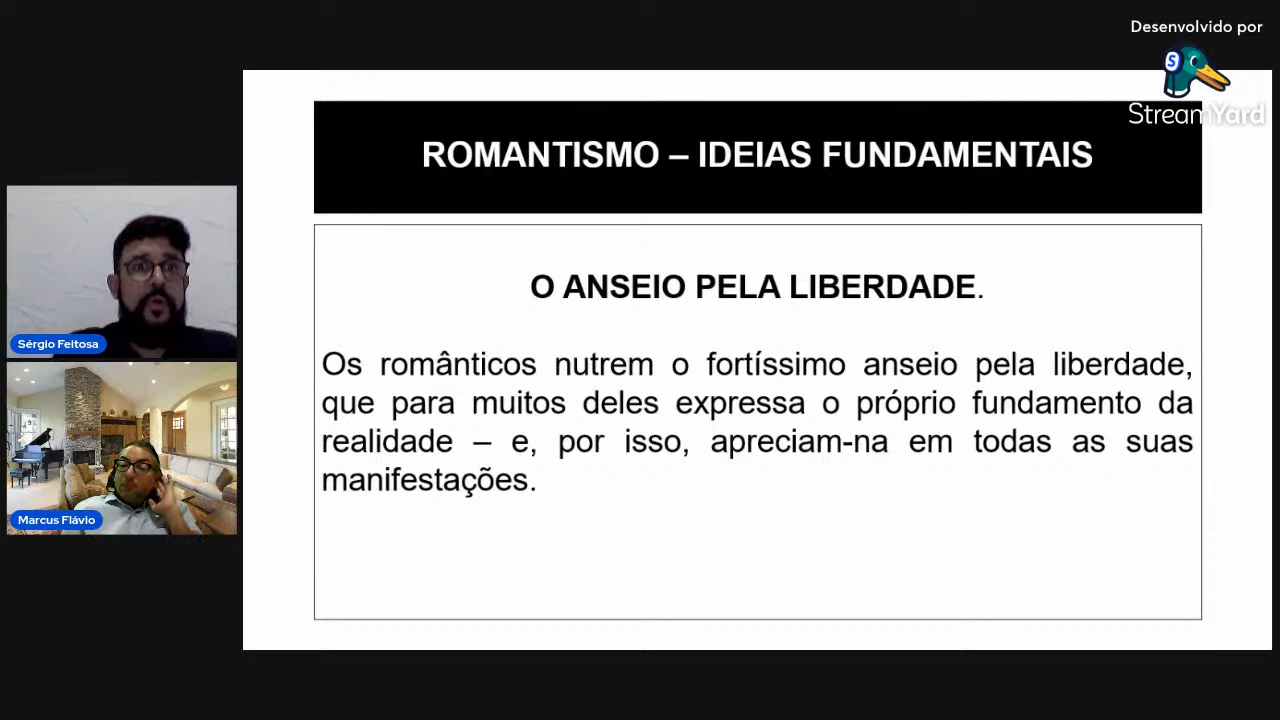 Desenvolvido por
StreamYard
ROMANTISMO – IDEIAS FUNDAMENTAIS
O ANSEIO PELA LIBERDADE.
Os românticos nutrem o fortíssimo anseio pela liberdade,
que para muitos deles expressa o próprio fundamento da
realidade – e, por isso, apreciam-na em todas as suas
manifestações.
Sérgio Feitosa
Marcus Flávio